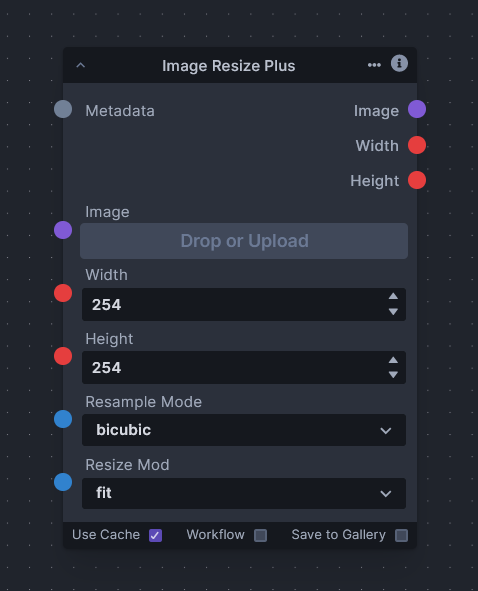 Image Resize Plus
Metadata
Image
Width
Height
Image
Drop or Upload
Width
254
Height
254
Resample Mode
bicubic
Resize Mod
fit
Use Cache Workflow Save to Gallery